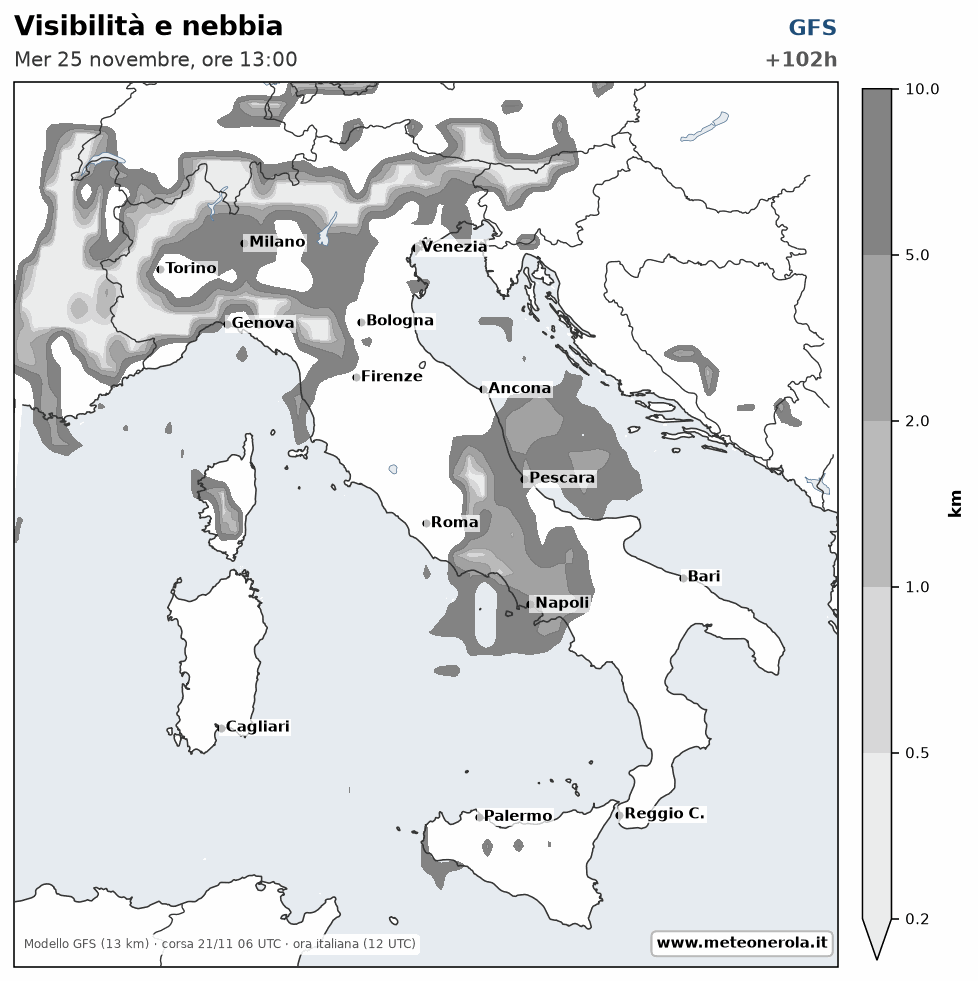 Visibilità e nebbia
GFS
Mer 25 novembre, ore 13:00
+102h
10.0
5.0
2.0
1.0
0.5
0.2
km
Milano
Venezia
Torino
Genova
Bologna
Firenze
Ancona
Pescara
Roma
Bari
Napoli
Cagliari
Palermo
Reggio C.
Modello GFS (13 km) · corsa 21/11 06 UTC · ora italiana (12 UTC)
www.meteonerola.it